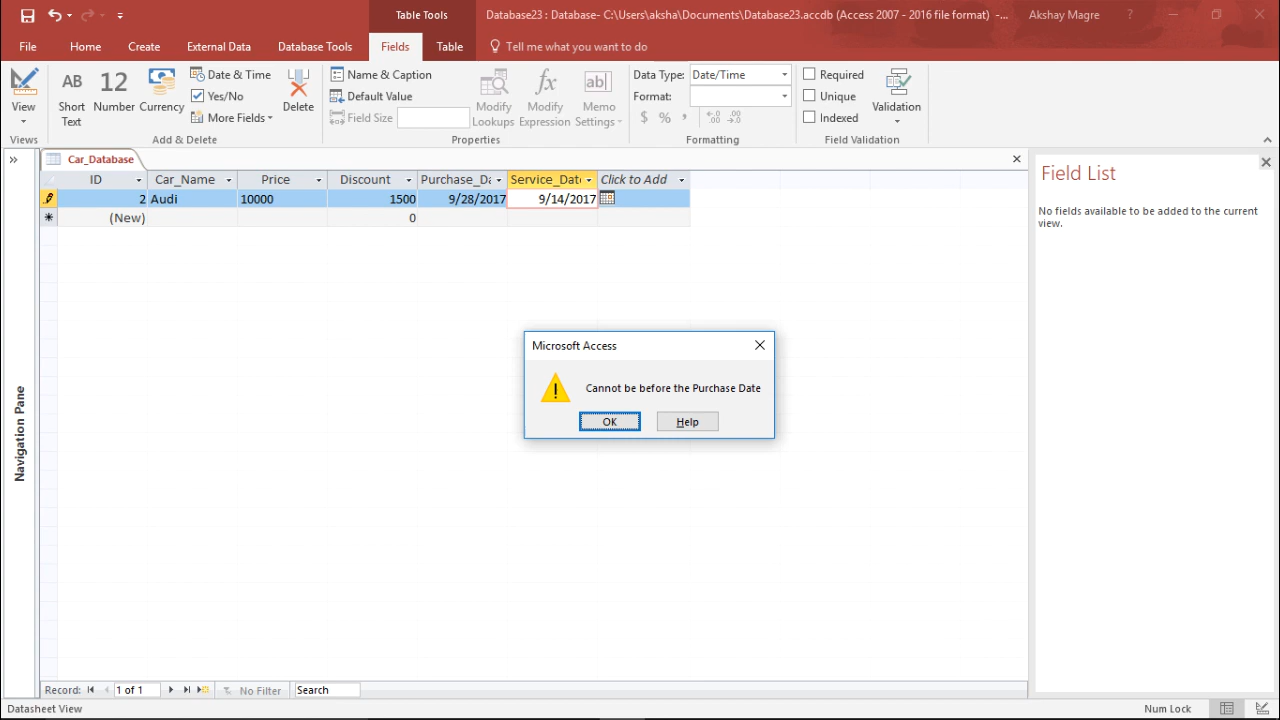 Table Tools
Database23 : Database- C:\Users\aksha\Documents\Database23.accdb (Access 2007 - 2016 file format) -...
Akshay Magre
?
File
Home
Create
External Data
Database Tools
Fields
Table
Tell me what you want to do
View
AB
Short
Text
12
Number
Currency
Date & Time
Yes/No
More Fields
Delete
Name & Caption
Default Value
Field Size
Modify
Lookups
fx
Modify
Expression
ab
Memo
Settings
Data Type:
Date/Time
Format:
$ % , .0 .00
Required
Unique
Indexed
Validation
Views
Add & Delete
Properties
Formatting
Field Validation
»
Car_Database
ID Car_Name Price Discount Purchase_Da Service_Date Click to Add
2 Audi 10000 1500 9/28/2017 9/14/2017
(New) 0
Field List
No fields available to be added to the current
view.
Navigation Pane
Microsoft Access
Cannot be before the Purchase Date
OK
Help
Record:
1 of 1
No Filter
Search
Datasheet View
Num Lock